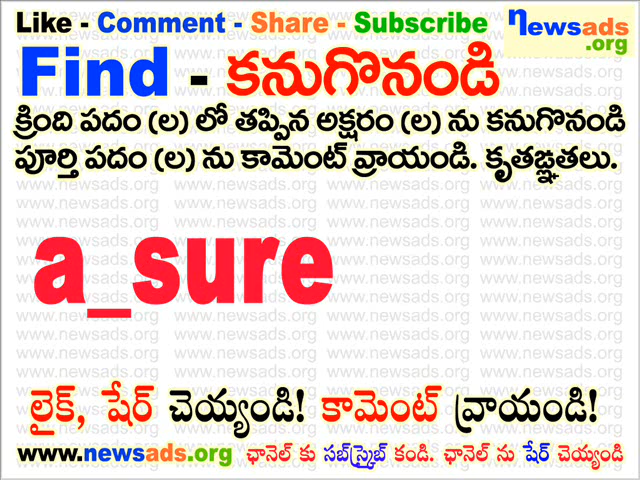 Like - Comment - Share - Subscribe
newsads
.org
Find - కనుగొనండి
క్రింది పదం (ల) లో తప్పిన అక్షరం (ల) ను కనుగొనండి
పూర్తి పదం (ల) ను కామెంట్ వ్రాయండి. కృతఙ్ఞతలు.
a_sure
లైక్, షేర్ చెయ్యండి! కామెంట్ వ్రాయండి!
www.newsads.org ఛానెల్ కు సబ్‌స్క్రైబ్ కండి. ఛానెల్ ను షేర్ చెయ్యండి